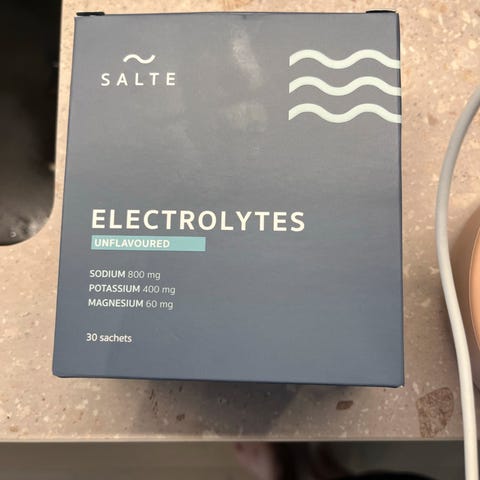 SALTE
ELECTROLYTES
UNFLAVOURED
SODIUM 800 mg
POTASSIUM 400 mg
MAGNESIUM 60 mg
30 sachets